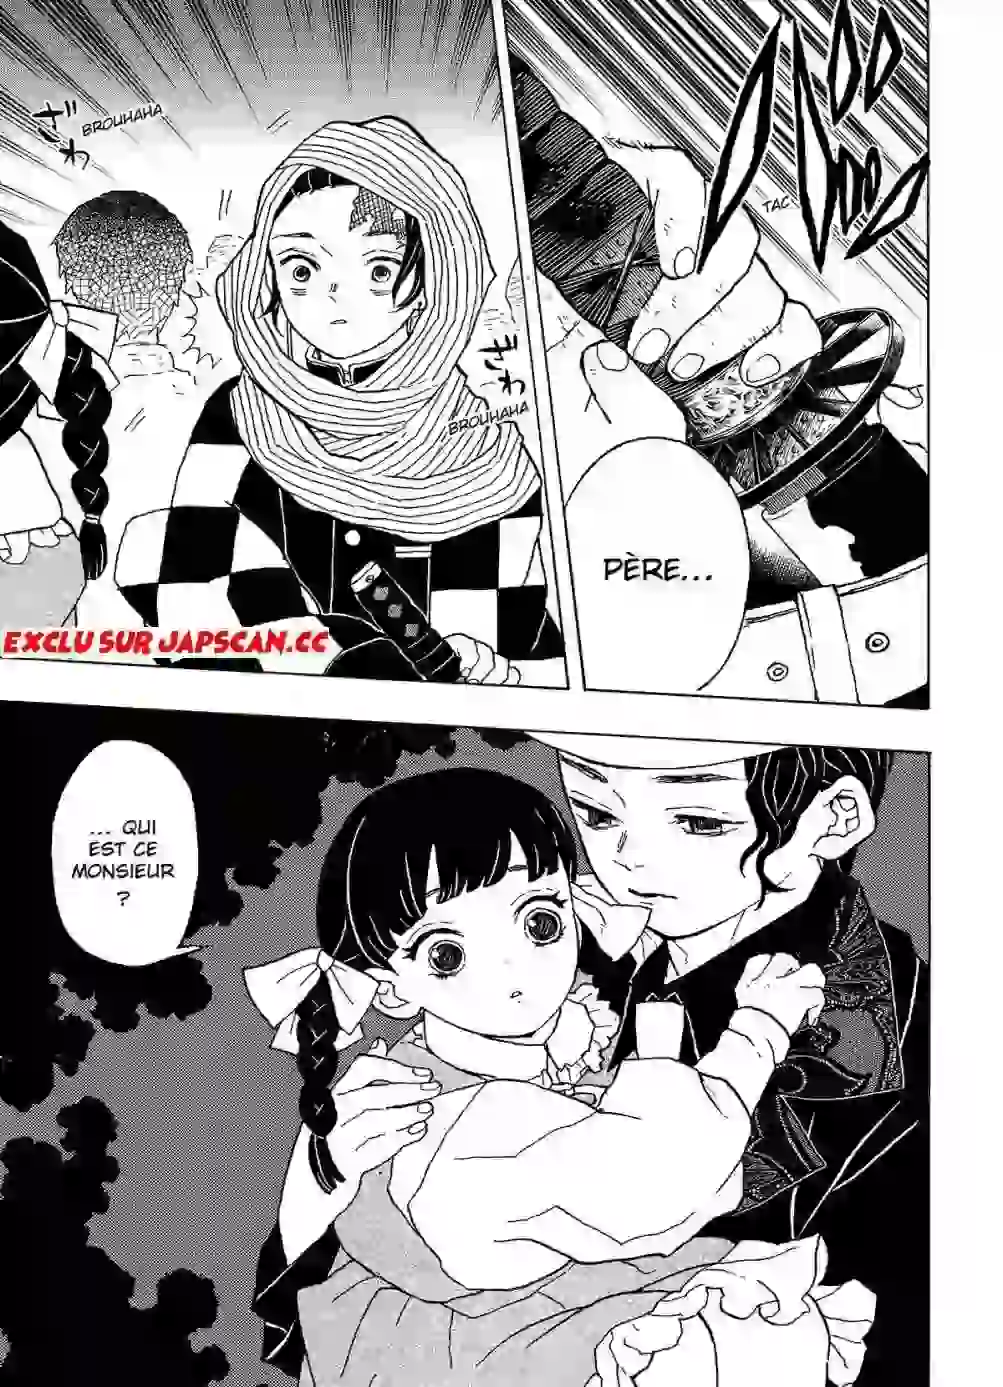 TAC
PÈRE...
ざわ
BROUHAHA
ざわ
BROUHAHA
EXCLU SUR JAPSCAN.CC
... QUI
EST CE
MONSIEUR
?